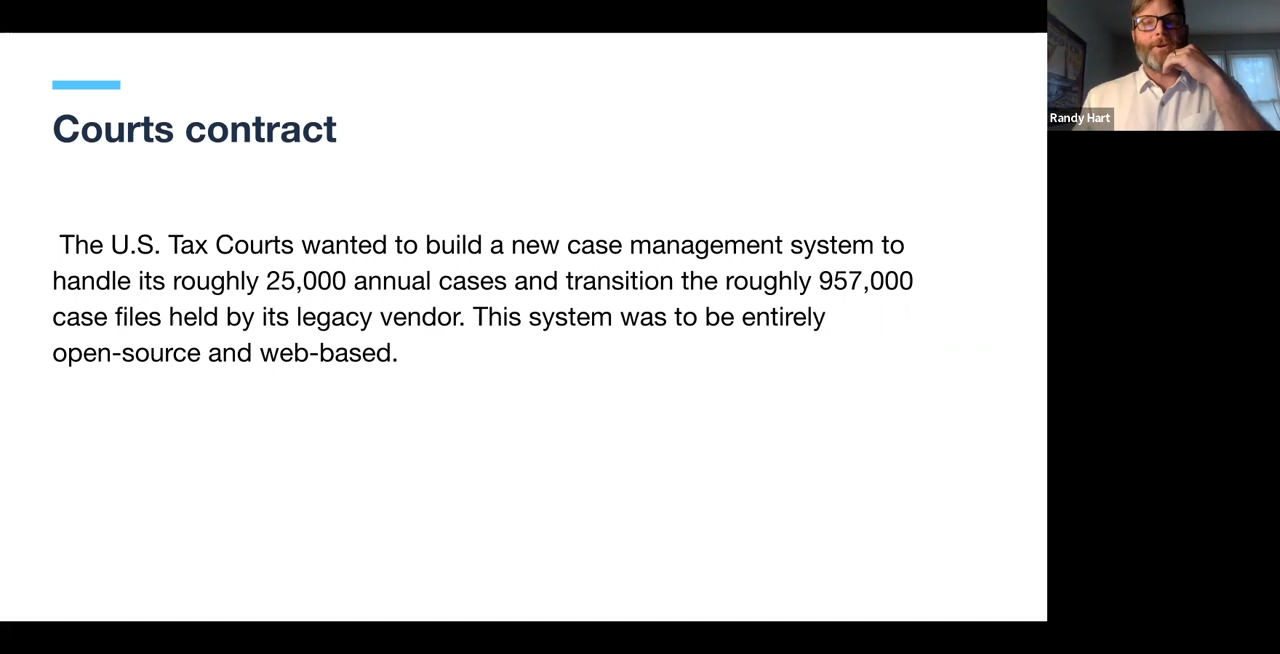 Courts contract
The U.S. Tax Courts wanted to build a new case management system to
handle its roughly 25,000 annual cases and transition the roughly 957,000
case files held by its legacy vendor. This system was to be entirely
open-source and web-based.
Randy Hart